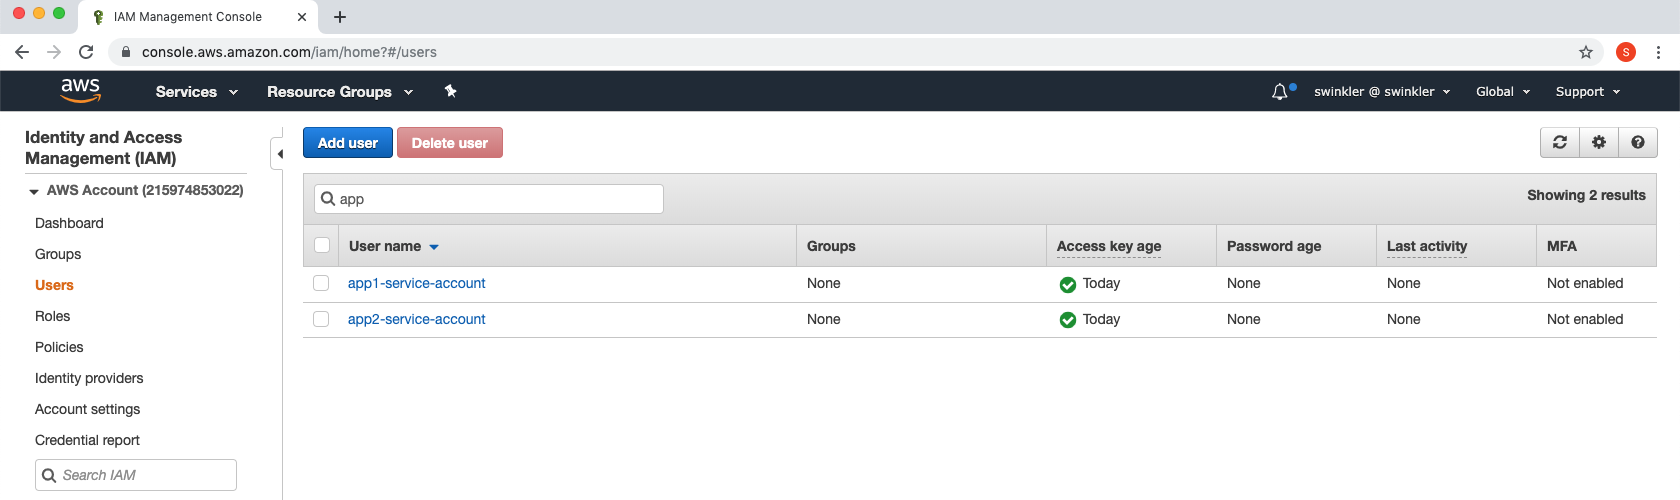 IAM Management Console
console.aws.amazon.com/iam/home?#/users
S
aws
Services
Resource Groups
swinkler @ swinkler
Global
Support
Identity and Access
Management (IAM)
AWS Account (215974853022)
Dashboard
Groups
Users
Roles
Policies
Identity providers
Account settings
Credential report
Search IAM
Add user
Delete user
app
Showing 2 results
User name Groups Access key age Password age Last activity MFA
app1-service-account None Today None None Not enabled
app2-service-account None Today None None Not enabled